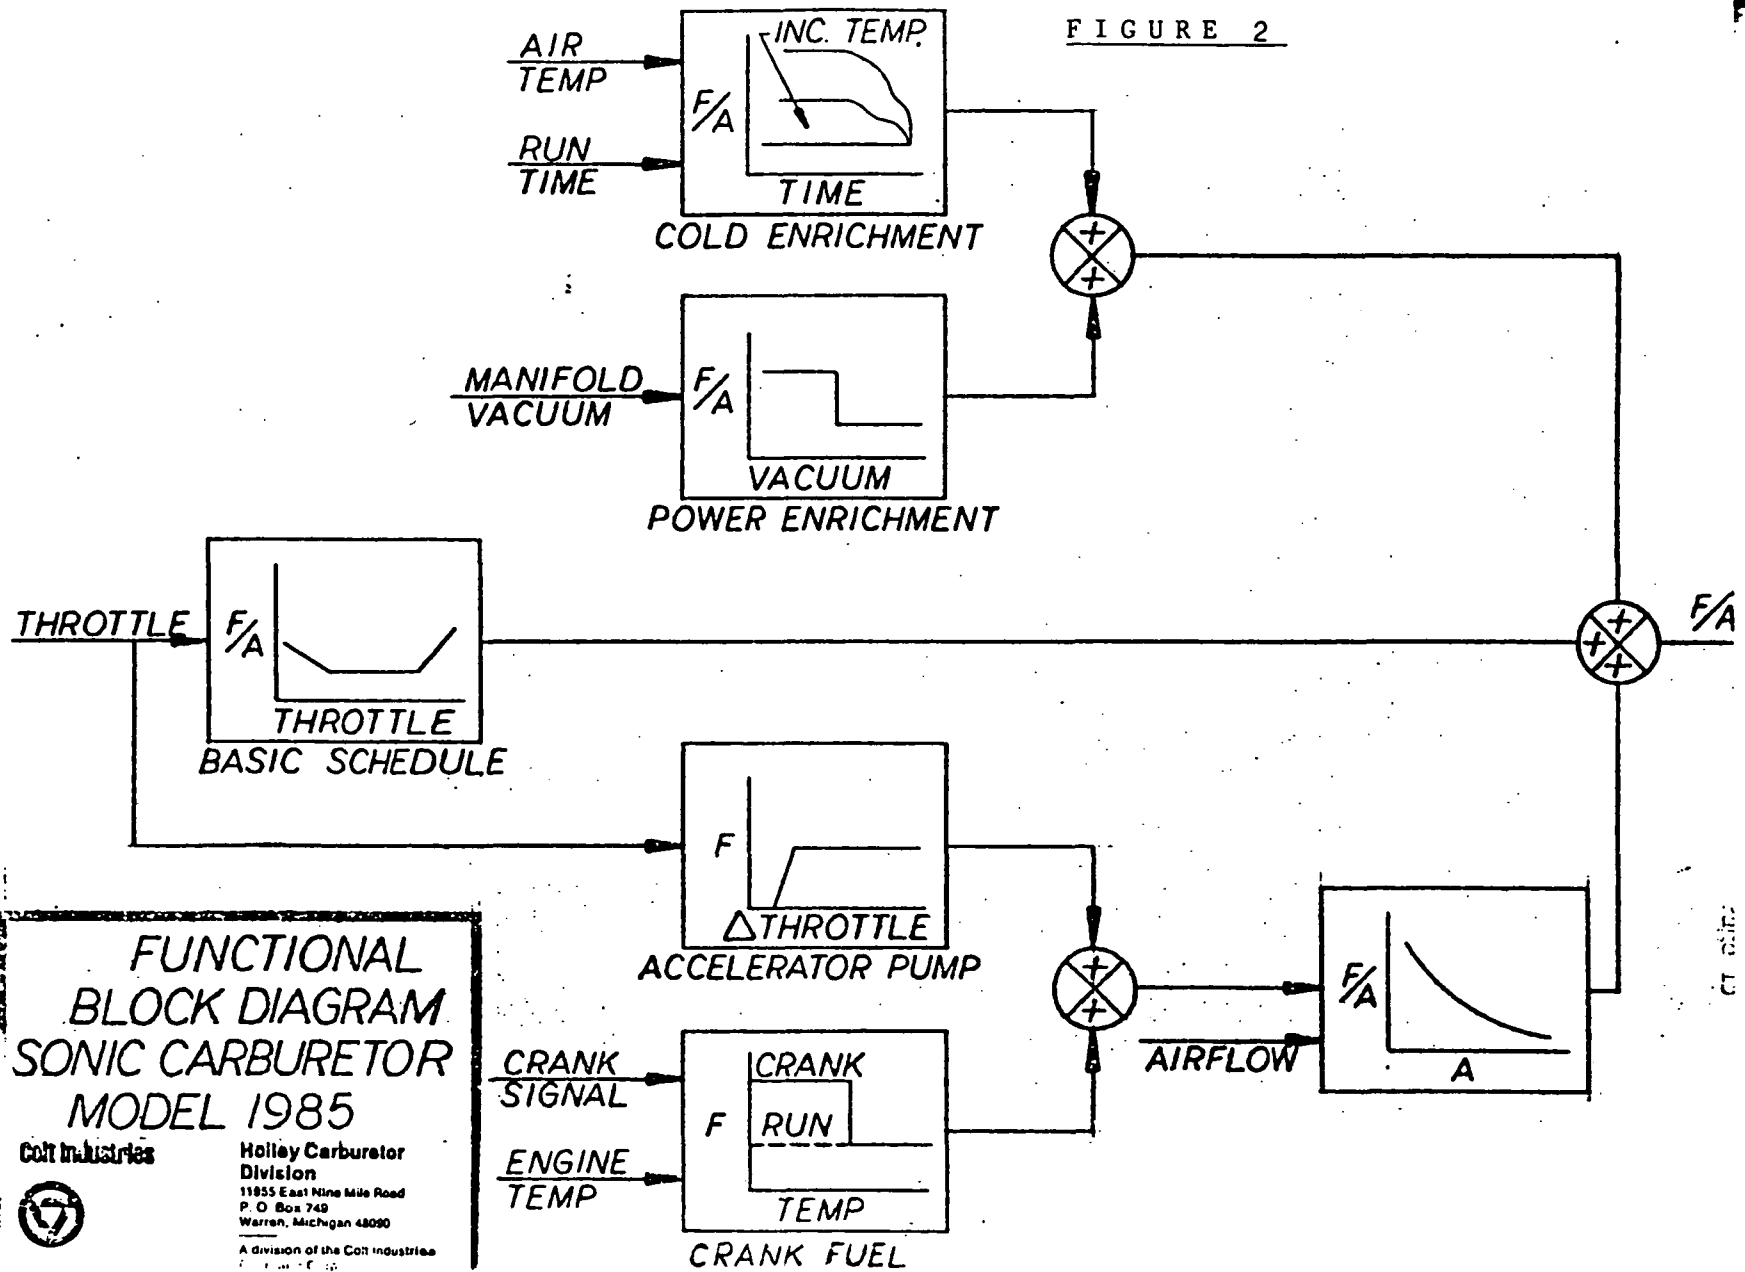 FIGURE 2
AIR
TEMP
RUN
TIME
INC. TEMP.
F/A
TIME
COLD ENRICHMENT
+
+
MANIFOLD
VACUUM
F/A
VACUUM
POWER ENRICHMENT
THROTTLE
F/A
THROTTLE
BASIC SCHEDULE
+
+
+
F/A
F
△THROTTLE
ACCELERATOR PUMP
+
+
CRANK
SIGNAL
ENGINE
TEMP
F
CRANK
RUN
TEMP
CRANK FUEL
AIRFLOW
F/A
A
FUNCTIONAL
BLOCK DIAGRAM
SONIC CARBURETOR
MODEL 1985
Colt Industries
Holley Carburetor
Division
11955 East Nine Mile Road
P. O. Box 749
Warren, Michigan 48090
A division of the Colt Industries